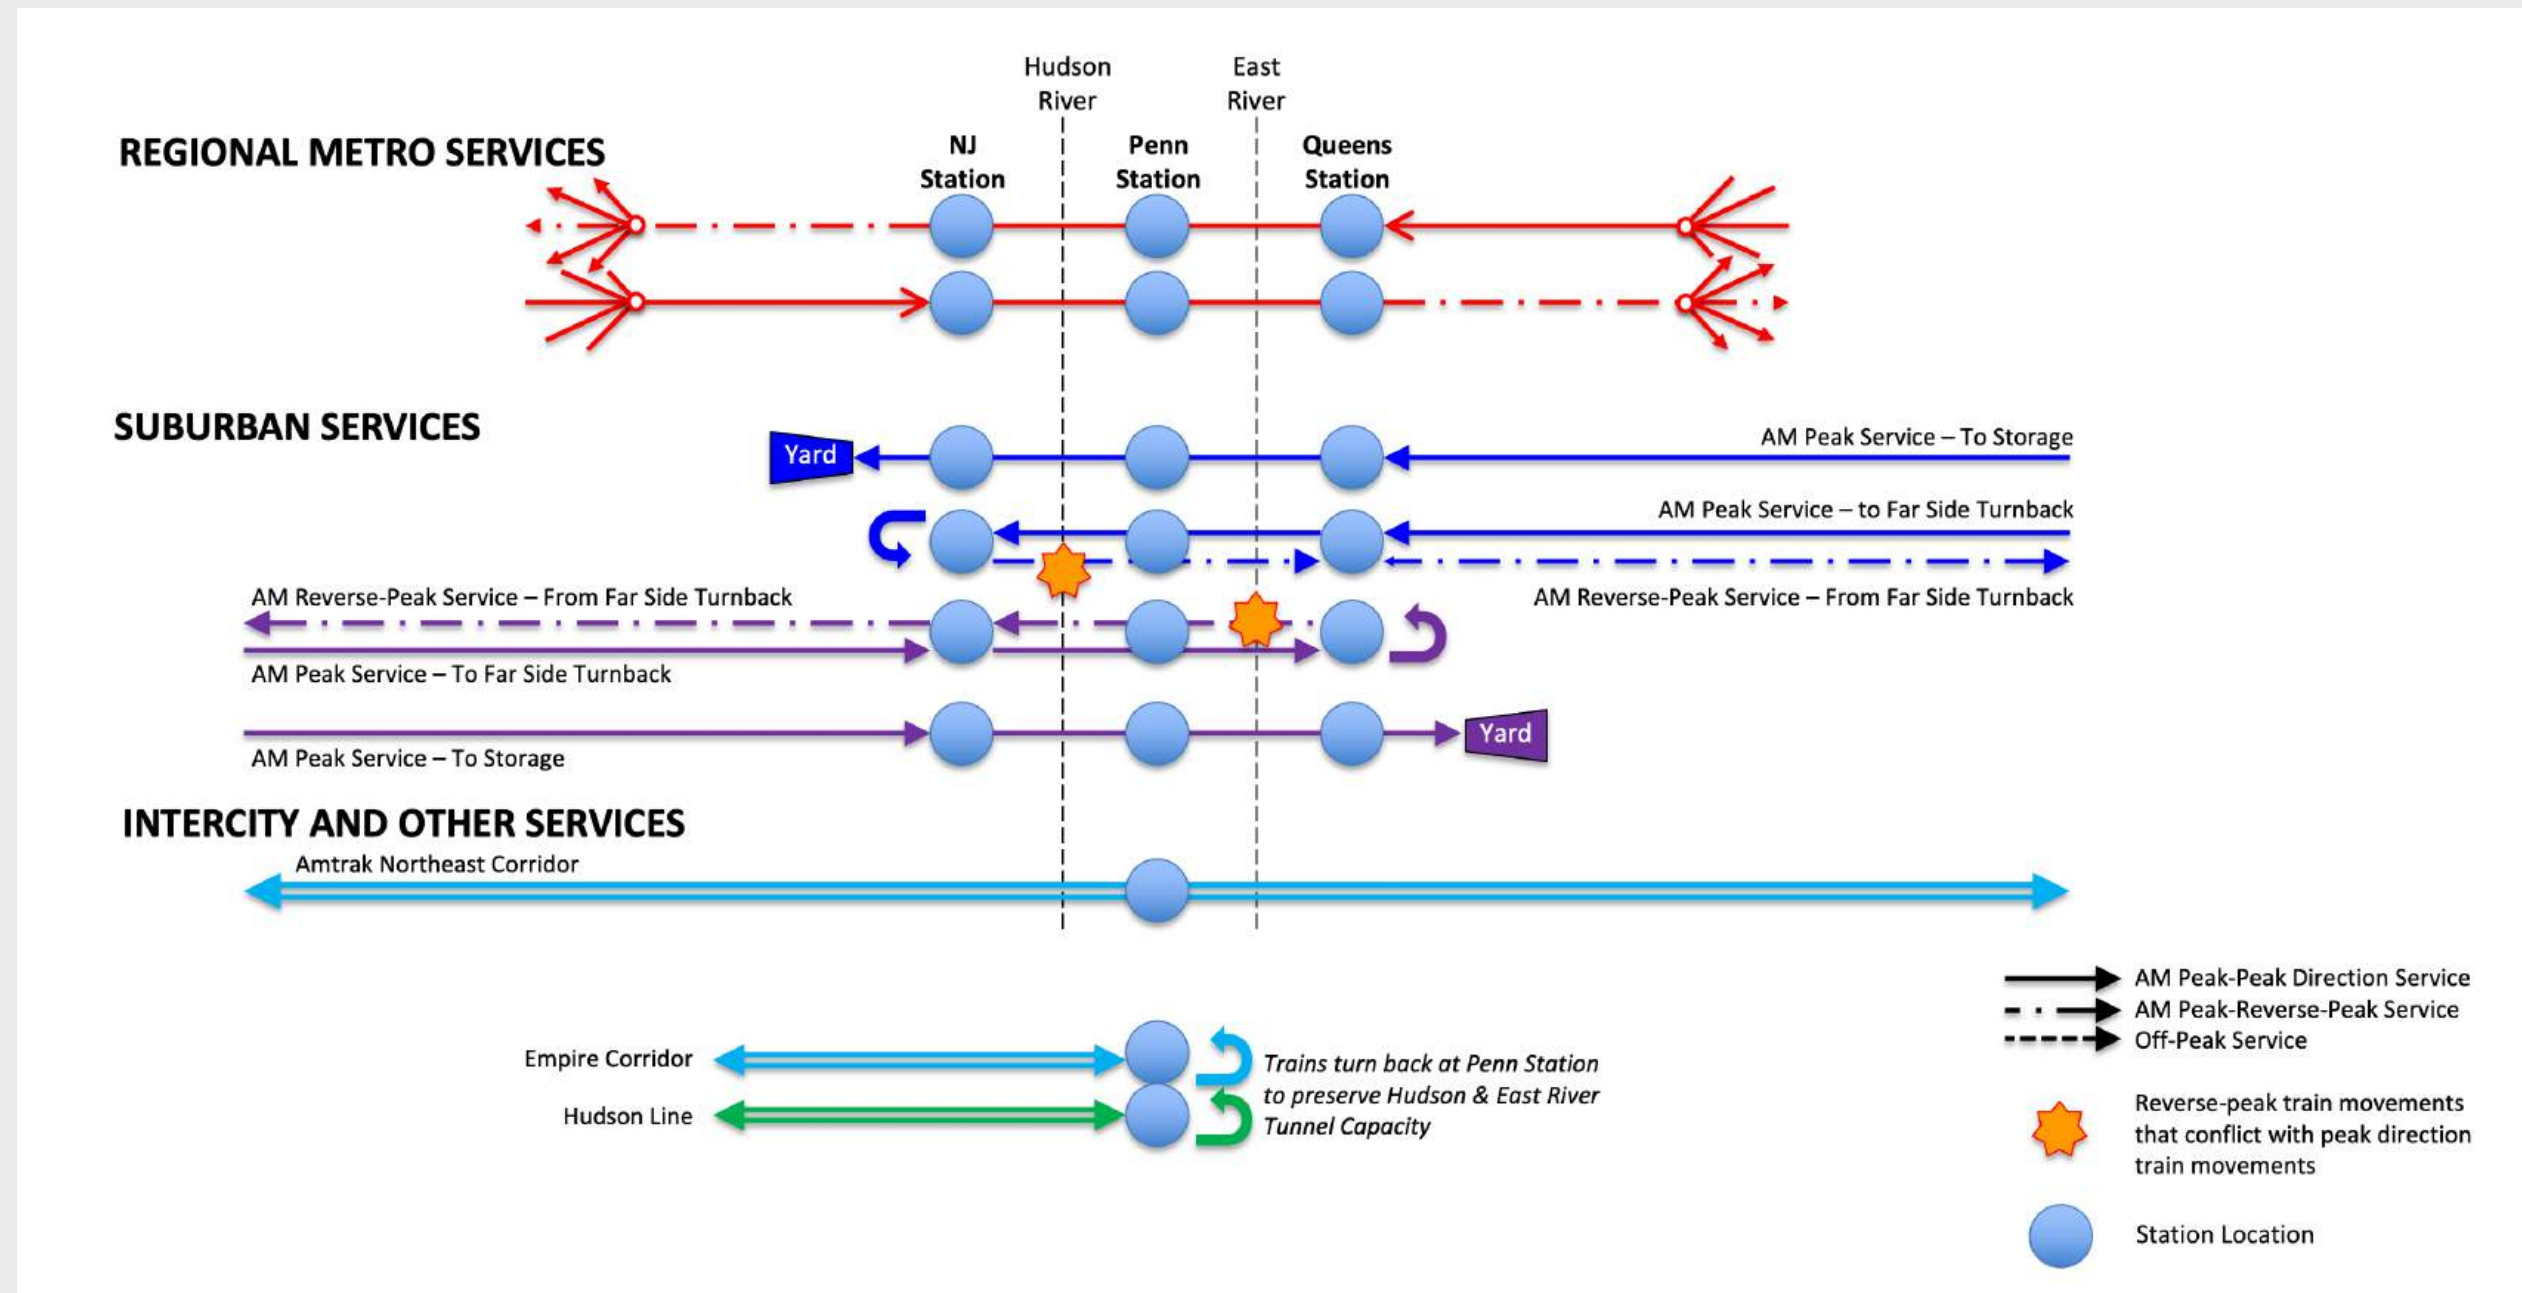 Hudson
River
East
River
REGIONAL METRO SERVICES
NJ
Station
Penn
Station
Queens
Station
SUBURBAN SERVICES
Yard
AM Peak Service – To Storage
AM Peak Service – to Far Side Turnback
AM Reverse-Peak Service – From Far Side Turnback
AM Reverse-Peak Service – From Far Side Turnback
AM Peak Service – To Far Side Turnback
Yard
AM Peak Service – To Storage
INTERCITY AND OTHER SERVICES
Amtrak Northeast Corridor
Empire Corridor
Hudson Line
Trains turn back at Penn Station
to preserve Hudson & East River
Tunnel Capacity
AM Peak-Peak Direction Service
AM Peak-Reverse-Peak Service
Off-Peak Service
Reverse-peak train movements
that conflict with peak direction
train movements
Station Location